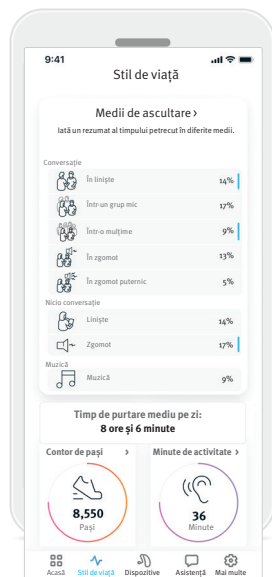 9:41
Stil de viață
Medii de ascultare ›
Iată un rezumat al timpului petrecut în diferite medii.
Conversație
În liniște 14%
Într-un grup mic 17%
Într-o mulțime 9%
În zgomot 13%
În zgomot puternic 5%
Nicio conversație
Liniște 14%
Zgomot 17%
Muzică
Muzică 9%
Timp de purtare mediu pe zi:
8 ore și 6 minute
Contor de pași ›
8,550
Pași
Minute de activitate ›
36
Minute
Acasă Stil de viață Dispozitive Asistență Mai multe